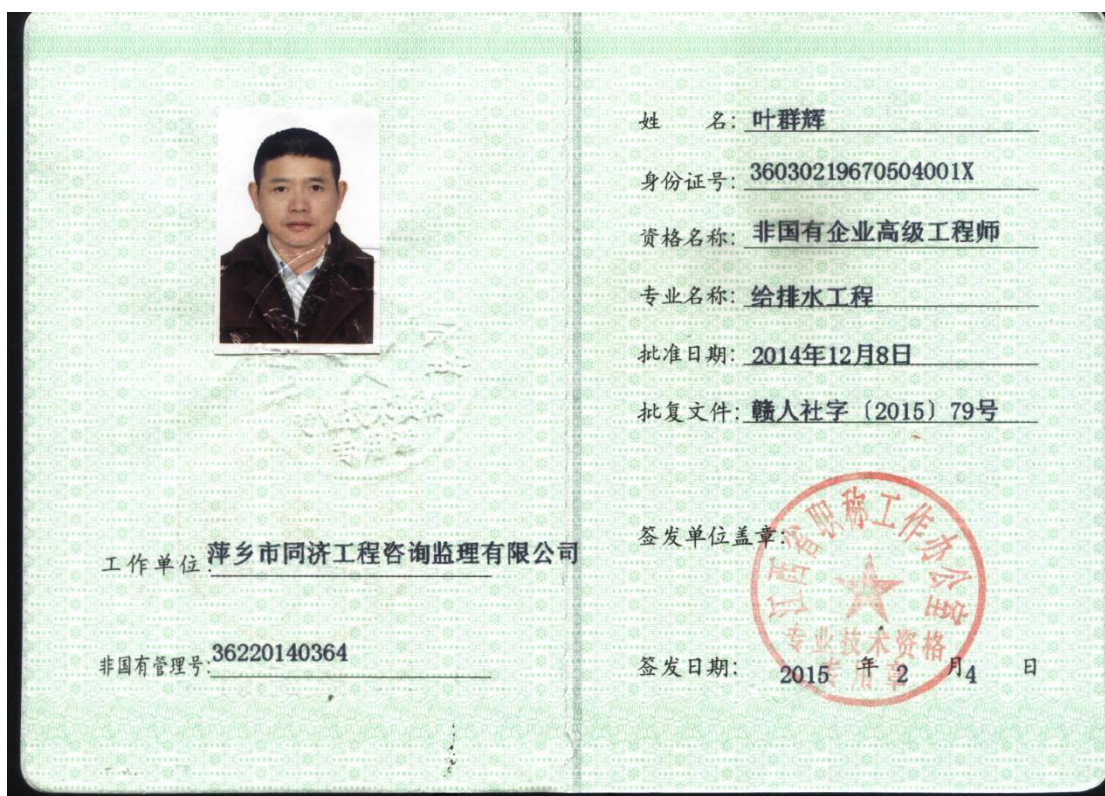 工作单位:萍乡市同济工程咨询监理有限公司
非国有管理号:36220140364
姓 名:叶群辉
身份证号:36030219670504001X
资格名称:非国有企业高级工程师
专业名称:给排水工程
批准日期:2014年12月8日
批复文件:赣人社字〔2015〕79号
签发单位盖章:
江西省职称工作办公室
专业技术资格
专用章
签发日期: 2015 年 2 月4 日